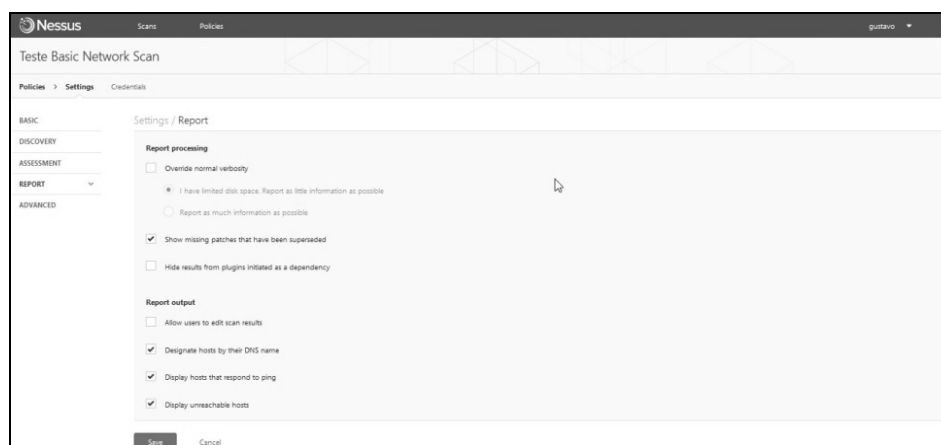 Nessus Scans Policies gustavo
Teste Basic Network Scan
Policies > Settings Credentials
BASIC
DISCOVERY
ASSESSMENT
REPORT
ADVANCED
Settings / Report
Report processing
Override normal verbosity
I have limited disk space. Report as little information as possible
Report as much information as possible
Show missing patches that have been superseded
Hide results from plugins initiated as a dependency
Report output
Allow users to edit scan results
Designate hosts by their DNS name
Display hosts that respond to ping
Display unreachable hosts
Save Cancel